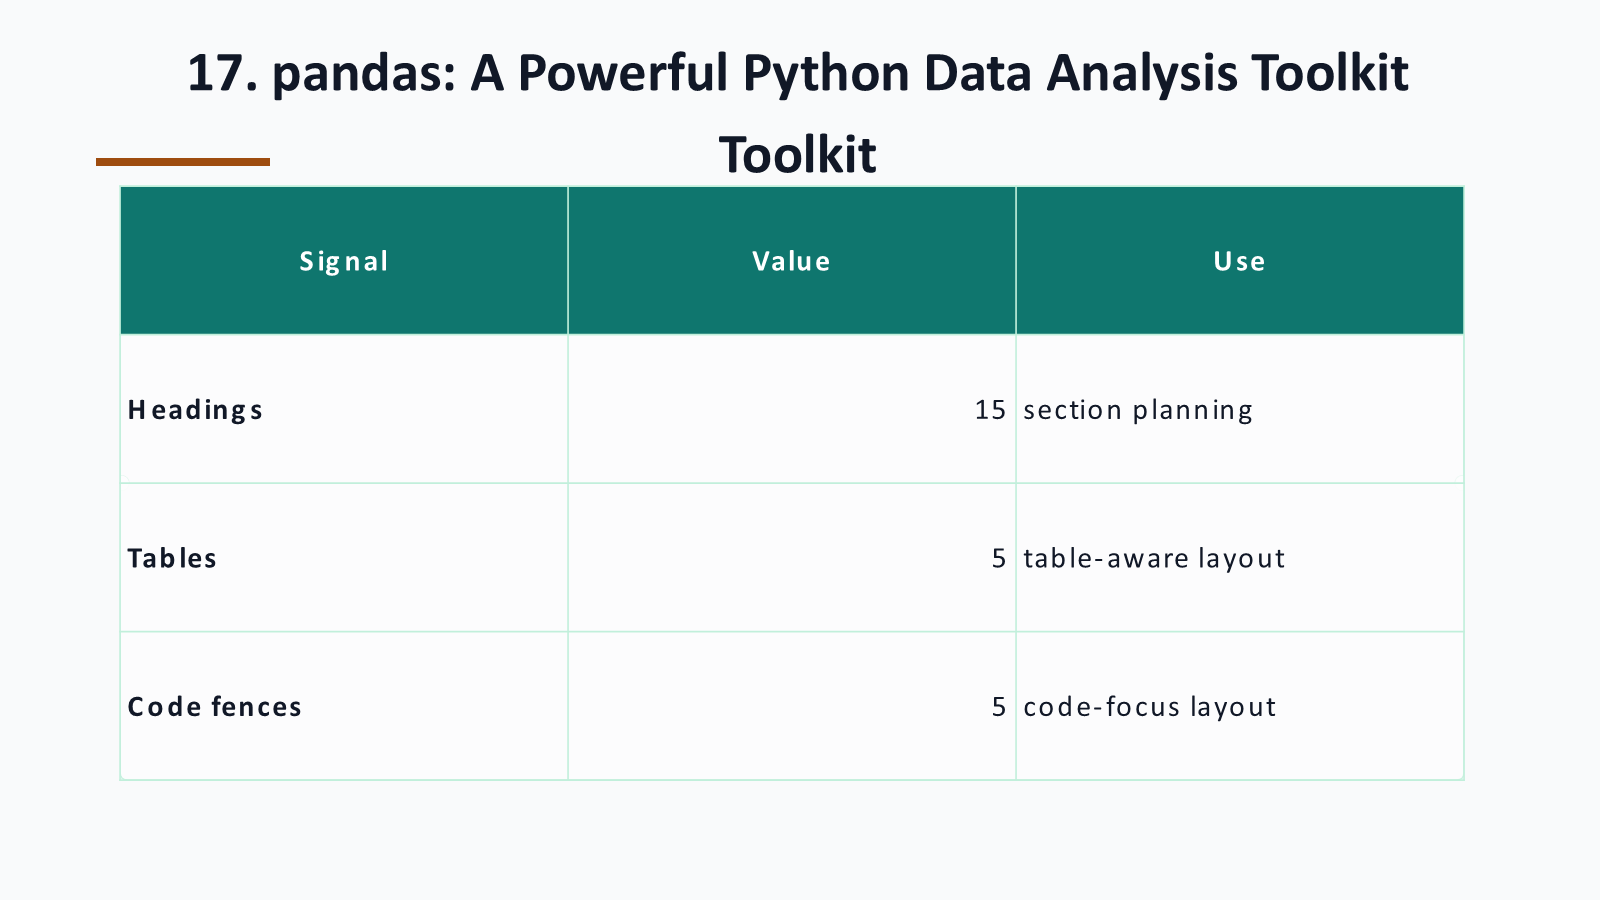 17. pandas: A Powerful Python Data Analysis Toolkit
Toolkit
Signal Value Use
Headings 15 section planning
Tables 5 table-aware layout
Code fences 5 code-focus layout